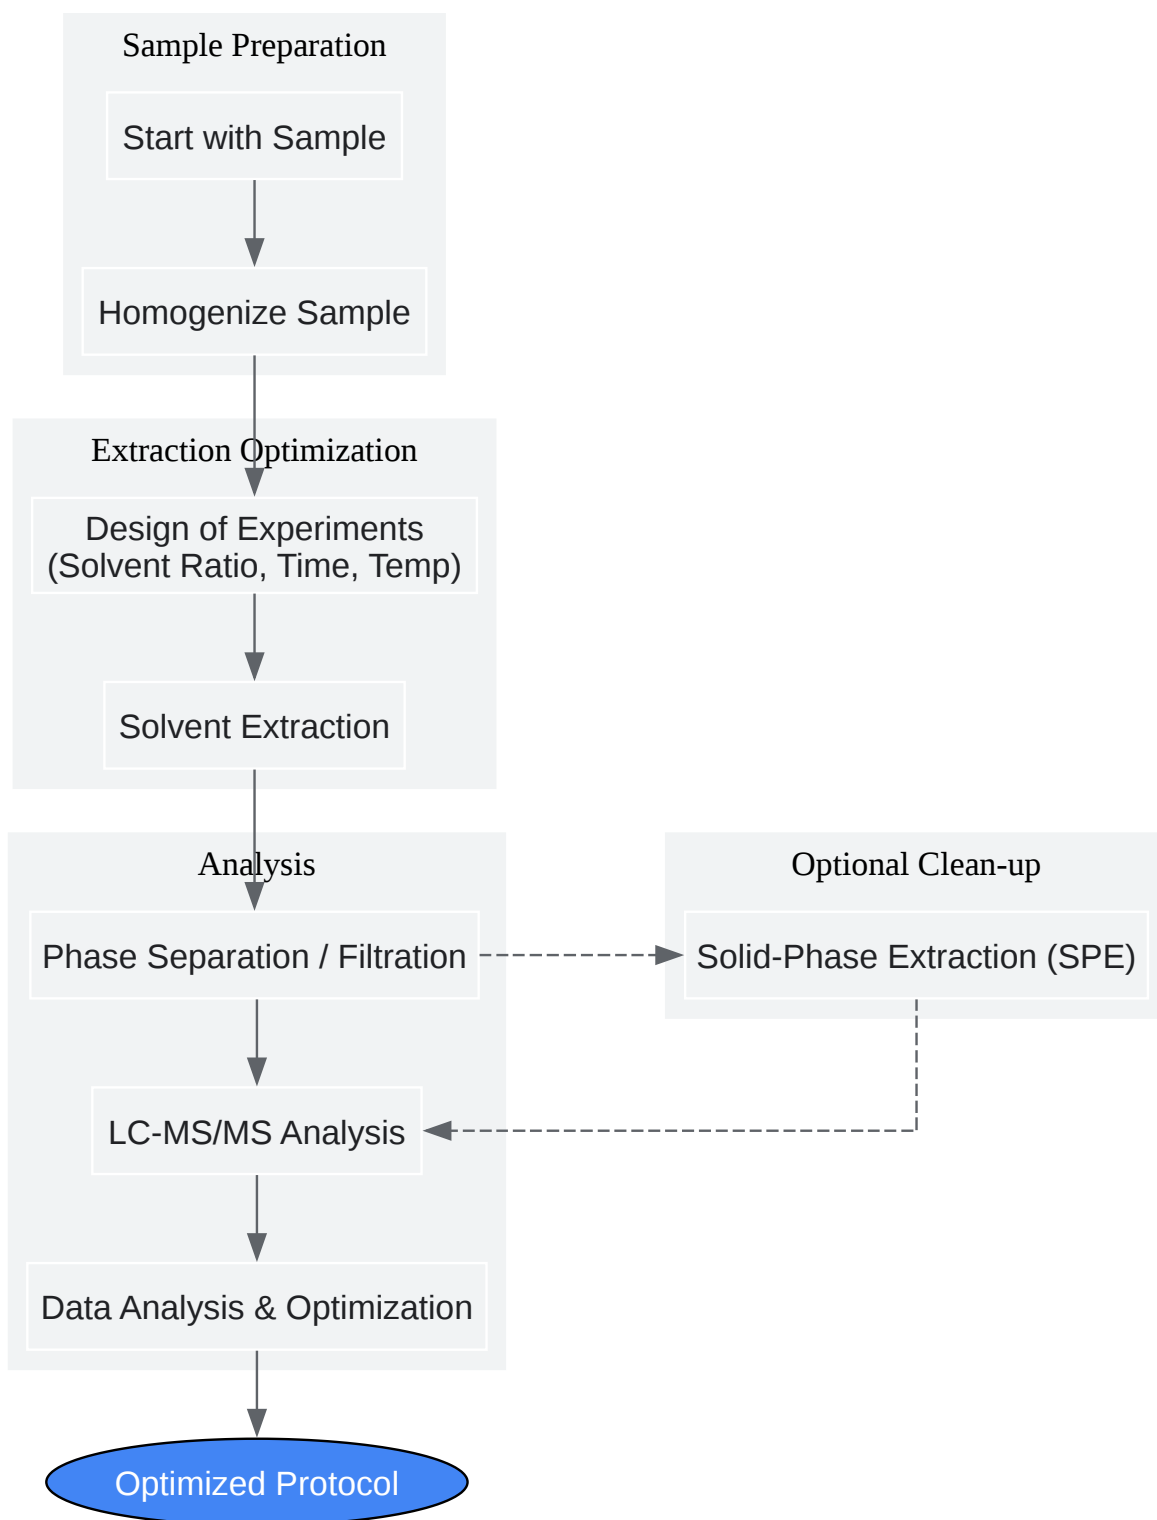 Sample Preparation
Start with Sample
Homogenize Sample
Extraction Optimization
Design of Experiments
(Solvent Ratio, Time, Temp)
Solvent Extraction
Analysis
Optional Clean-up
Phase Separation / Filtration
Solid-Phase Extraction (SPE)
LC-MS/MS Analysis
Data Analysis & Optimization
Optimized Protocol